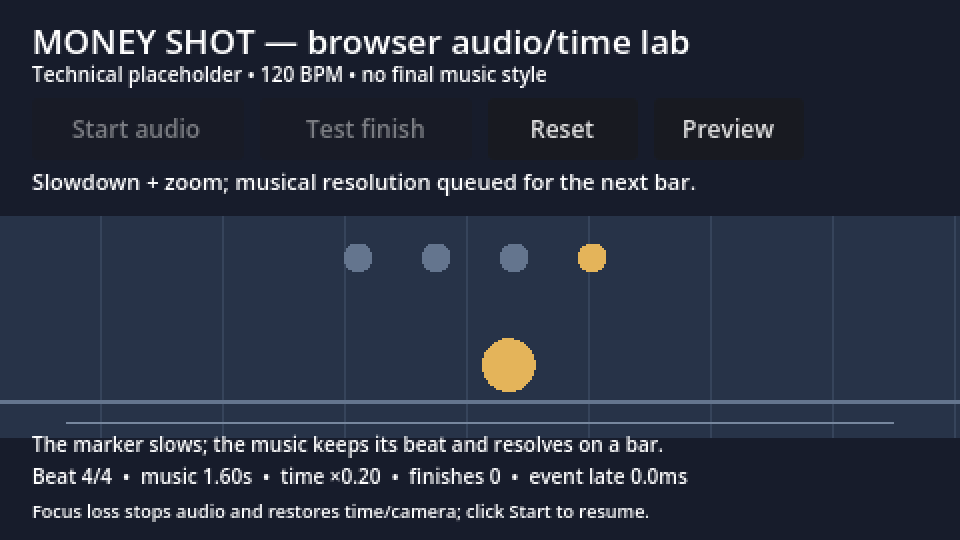 MONEY SHOT — browser audio/time lab
Technical placeholder • 120 BPM • no final music style
Start audio Test finish Reset Preview
Slowdown + zoom; musical resolution queued for the next bar.
The marker slows; the music keeps its beat and resolves on a bar.
Beat 4/4 • music 1.60s • time ×0.20 • finishes 0 • event late 0.0ms
Focus loss stops audio and restores time/camera; click Start to resume.